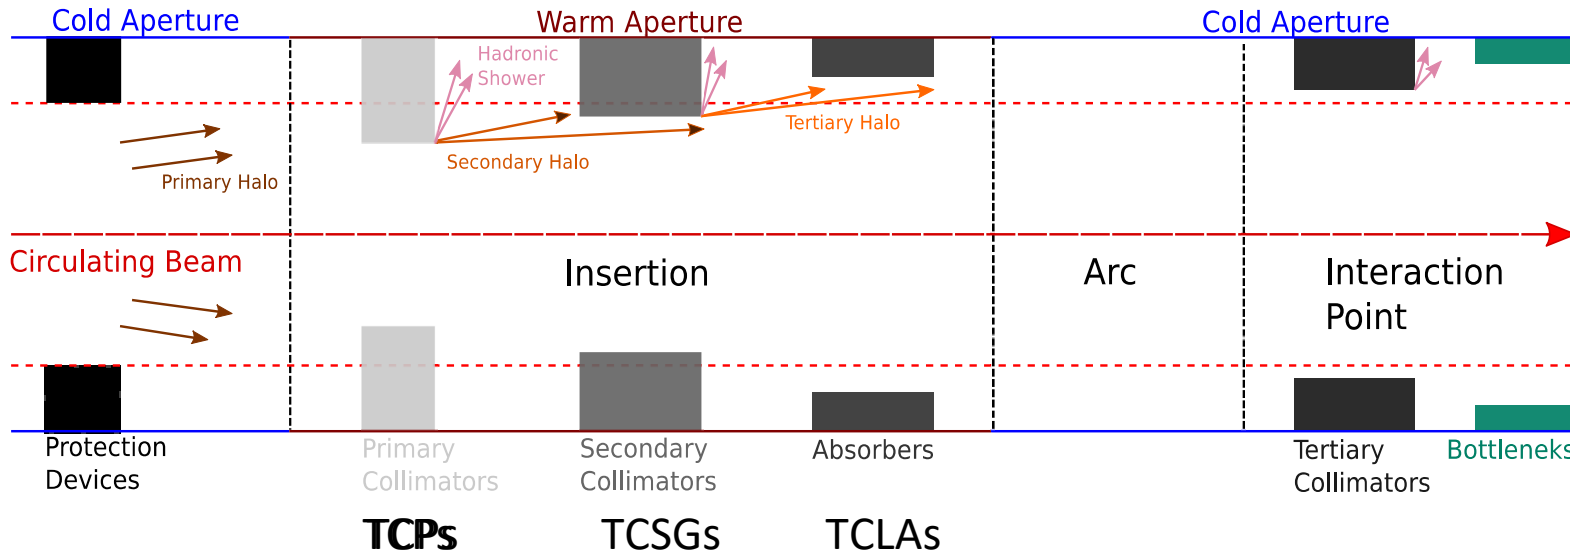 Cold Aperture
Warm Aperture
Cold Aperture
Hadronic
Shower
Tertiary Halo
Secondary Halo
Primary Halo
Circulating Beam
Insertion
Arc
Interaction
Point
Protection
Devices
Primary
Collimators
Secondary
Collimators
Absorbers
Tertiary
Collimators
Bottleneks
TCPs
TCSGs
TCLAs